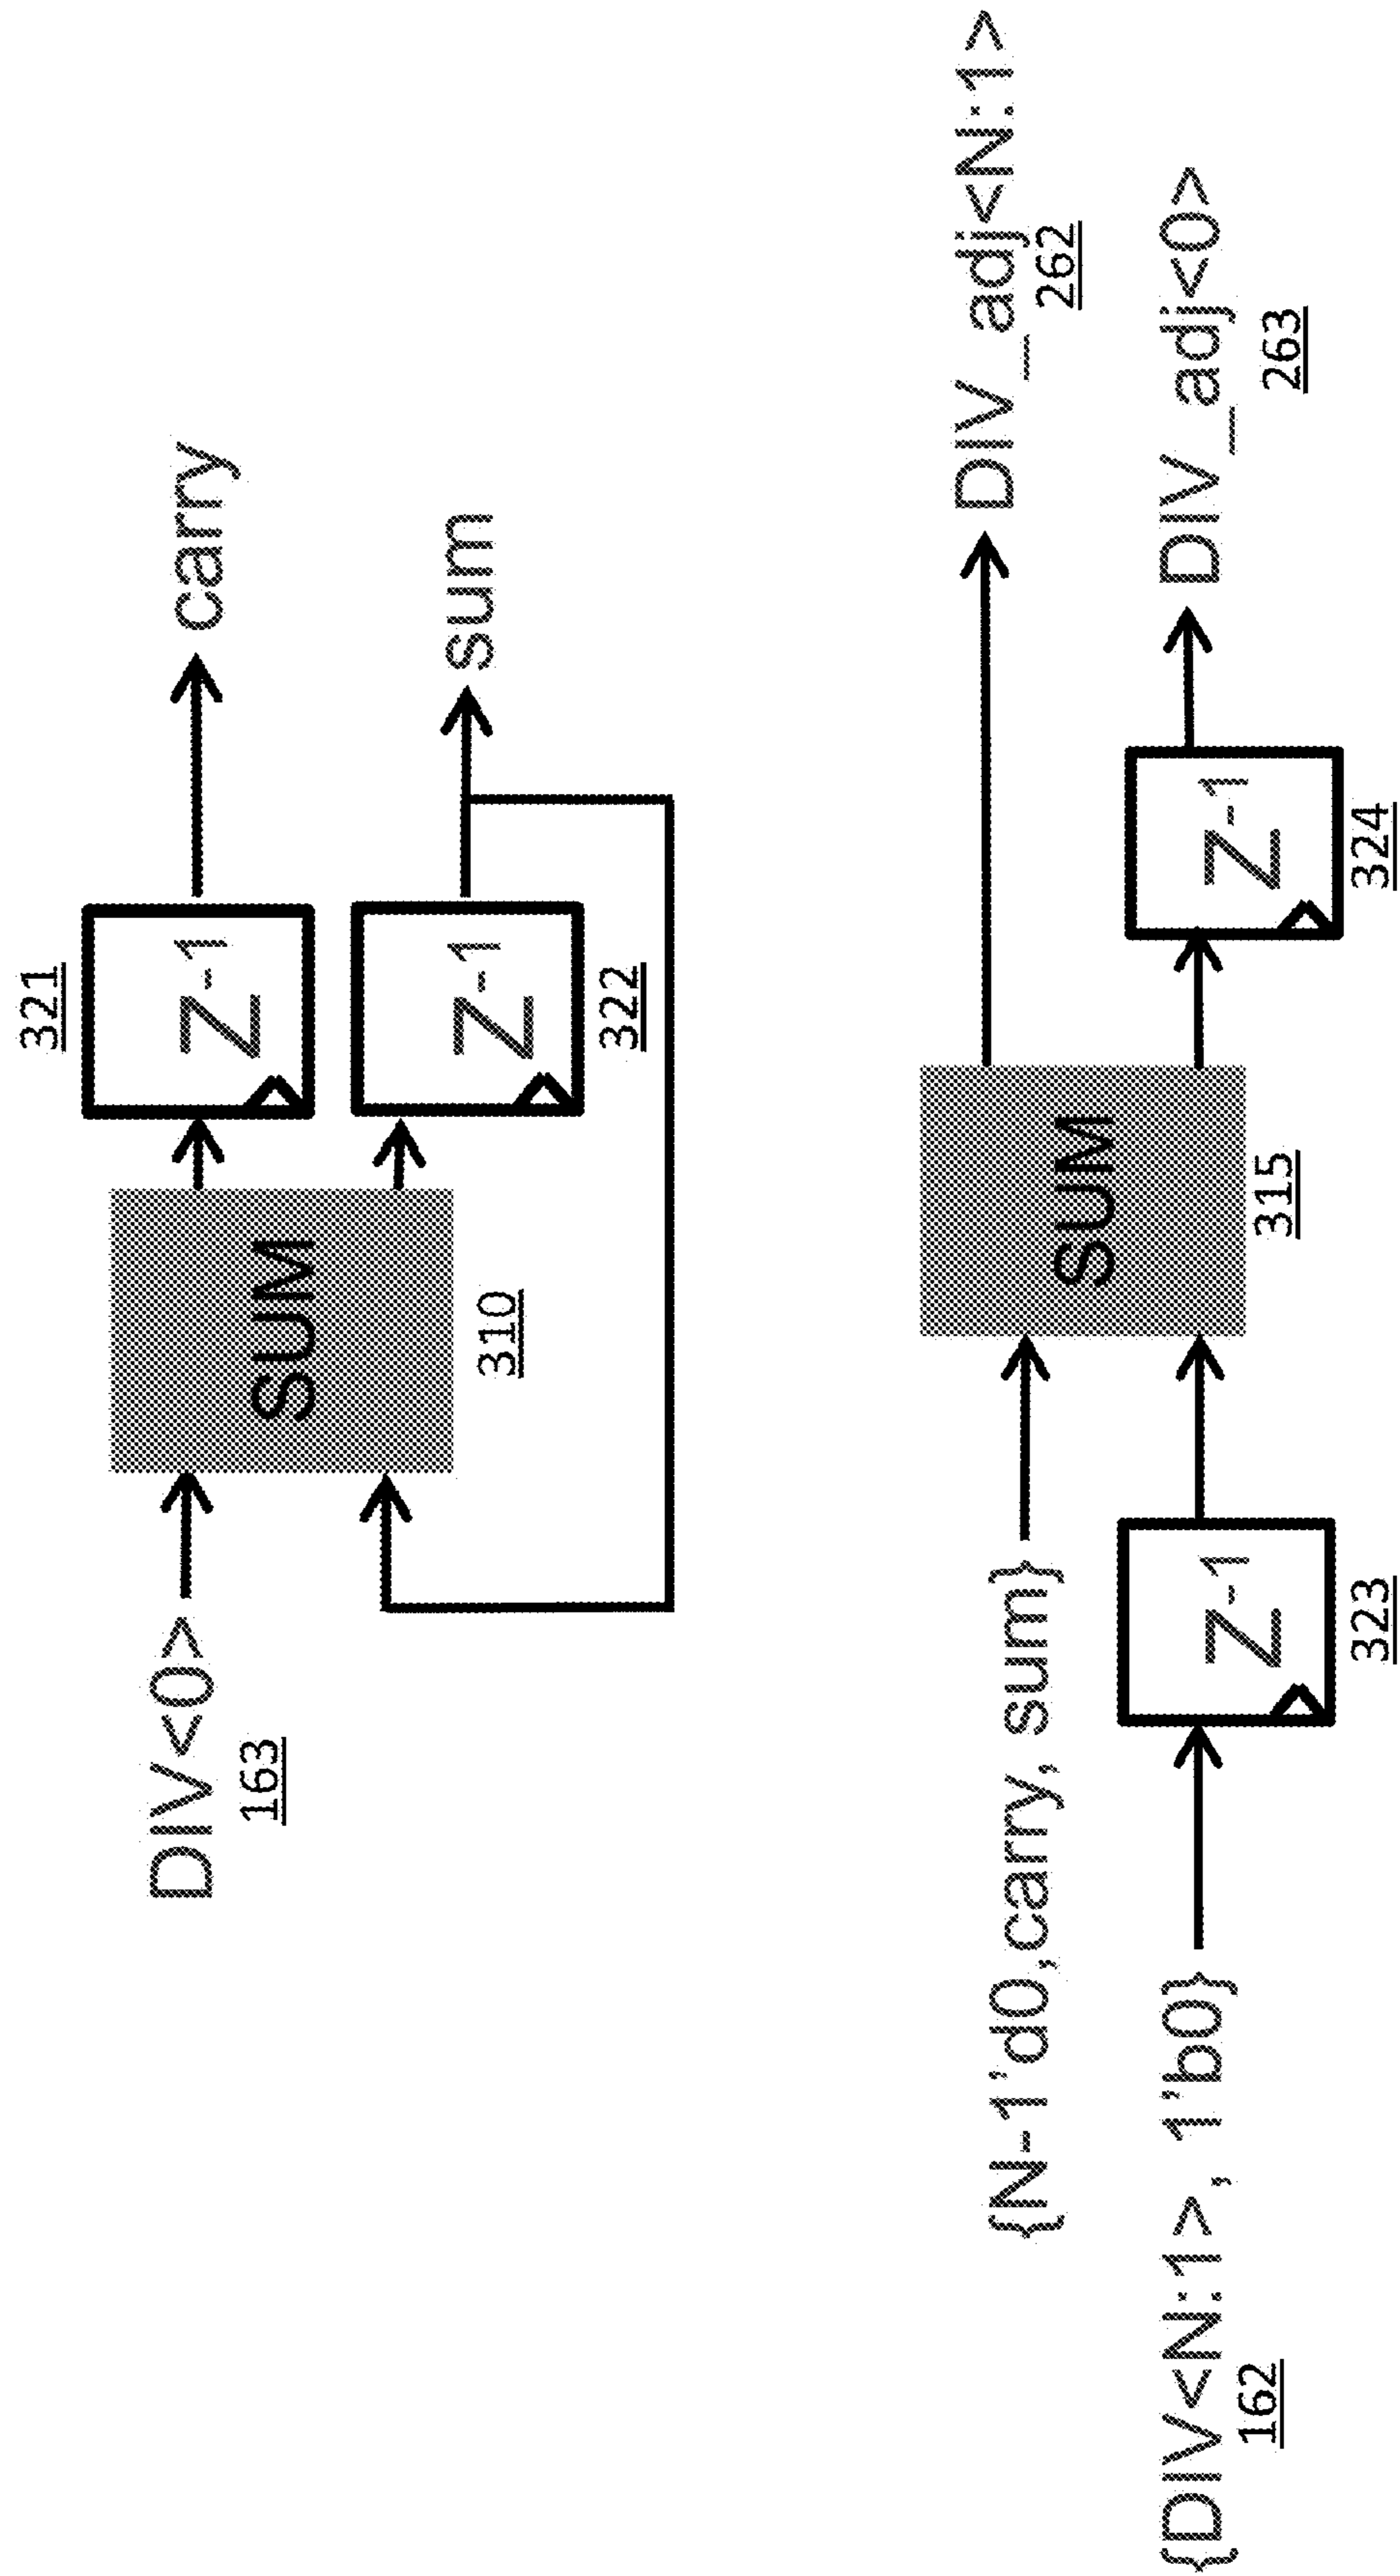 DIV<0>
163
SUM
310
321
Z-1
carry
Z-1
322
sum
{N-1'd0,carry, sum}
{DIV<N:1>, 1'b0}
162
Z-1
323
SUM
315
Z-1
324
DIV_adj<N:1>
262
DIV_adj<0>
263